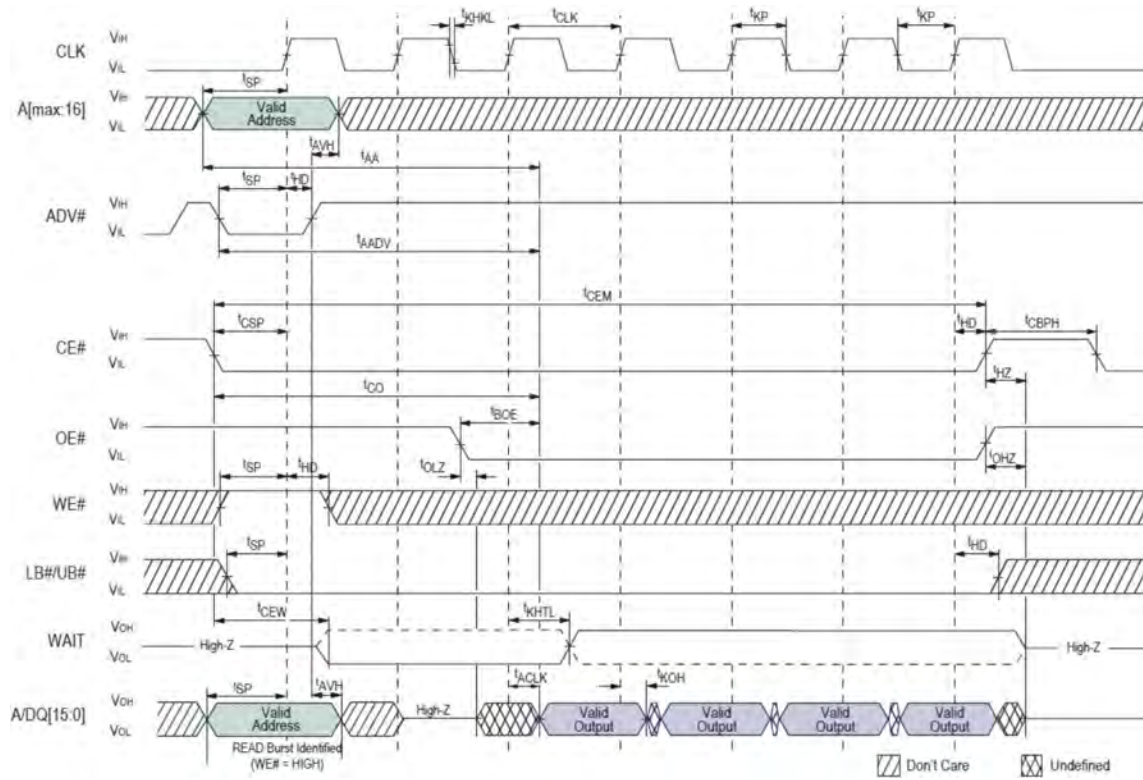 tKHKL tCLK tKP tKP
CLK VIH
VIL
tSP
A[max:16] VIH
VIL
Valid
Address
tAVH
tAA
tSP tHD
ADV# VIH
VIL
tAADV
tCEM
tCSP tHD tCBPH
CE# VIH
VIL
tHZ
tCO
tBOE
OE# VIH
VIL
tOLZ tOHZ
tSP tHD
WE# VIH
VIL
tSP tHD
LB#/UB# VIH
VIL
tCEW tKHTL
WAIT VOH
VOL
High-Z High-Z
tSP tAVH tACLK tKOH
A/DQ[15:0] VOH
VOL
Valid
Address
High-Z
Valid
Output
Valid
Output
Valid
Output
Valid
Output
READ Burst Identified
(WE# = HIGH)
Don't Care Undefined